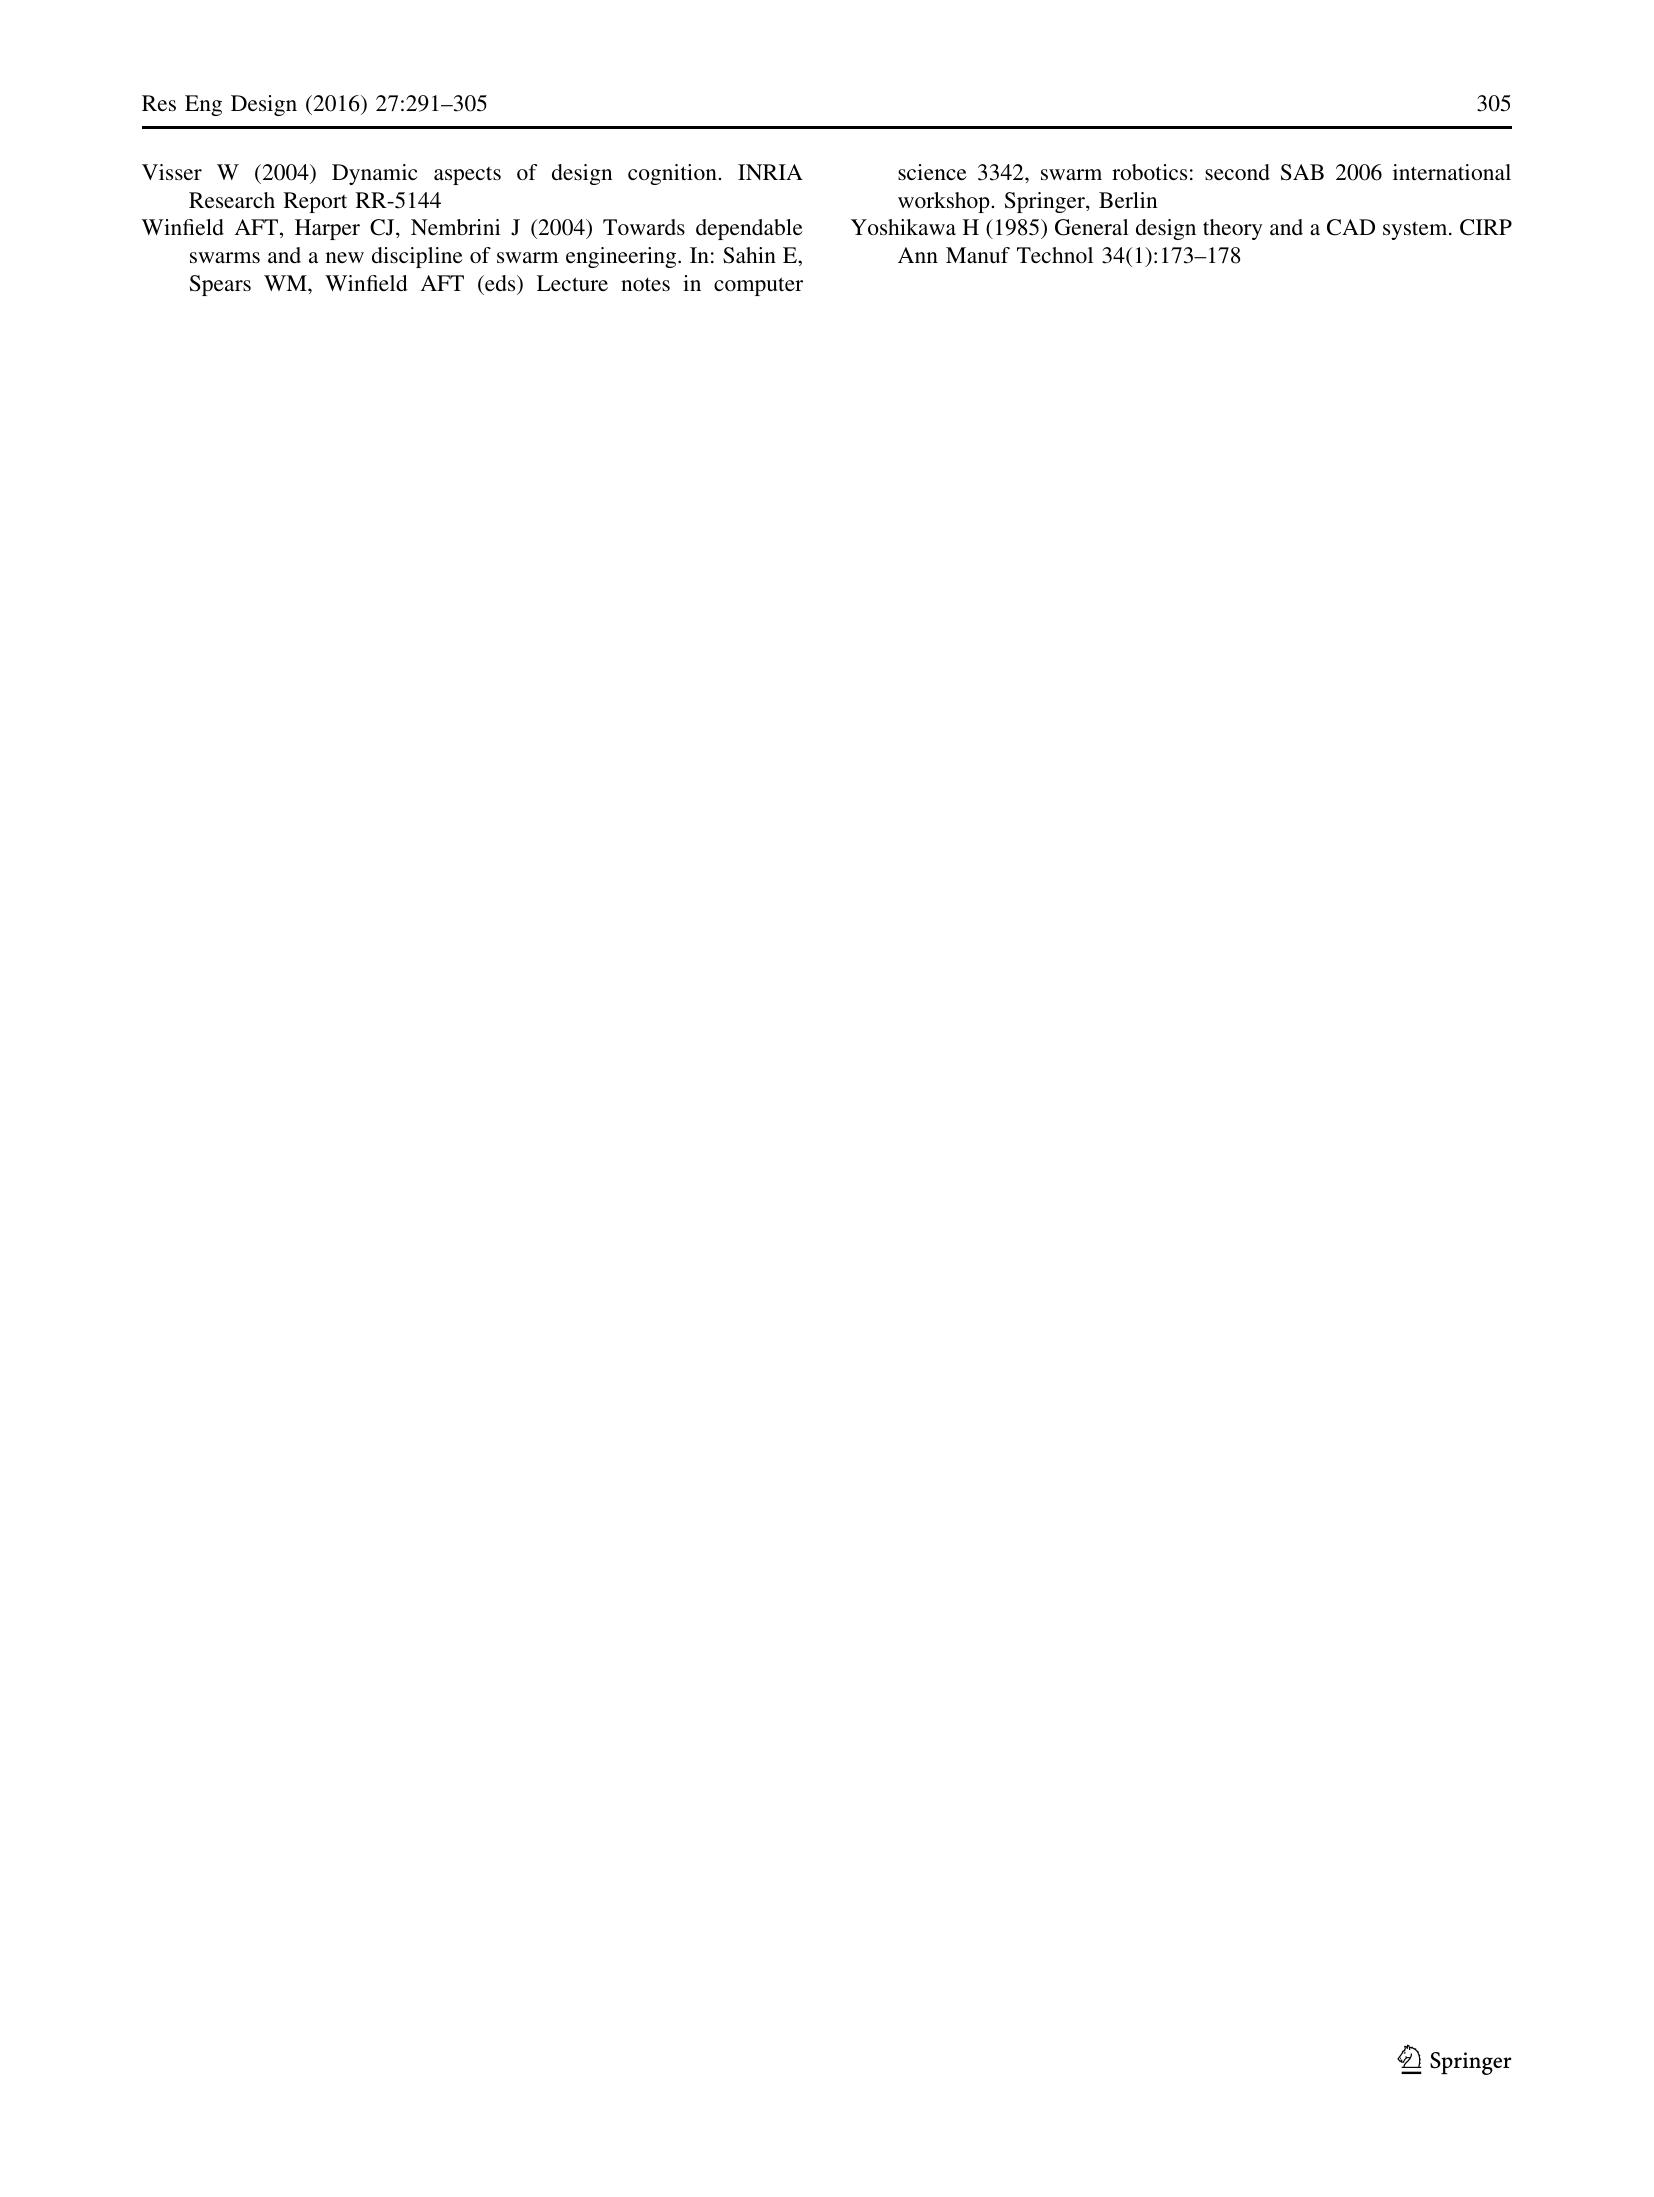 Res Eng Design (2016) 27:291–305
305
Visser W (2004) Dynamic aspects of design cognition. INRIA
Research Report RR-5144
Winfield AFT, Harper CJ, Nembrini J (2004) Towards dependable
swarms and a new discipline of swarm engineering. In: Sahin E,
Spears WM, Winfield AFT (eds) Lecture notes in computer
science 3342, swarm robotics: second SAB 2006 international
workshop. Springer, Berlin
Yoshikawa H (1985) General design theory and a CAD system. CIRP
Ann Manuf Technol 34(1):173–178
Springer